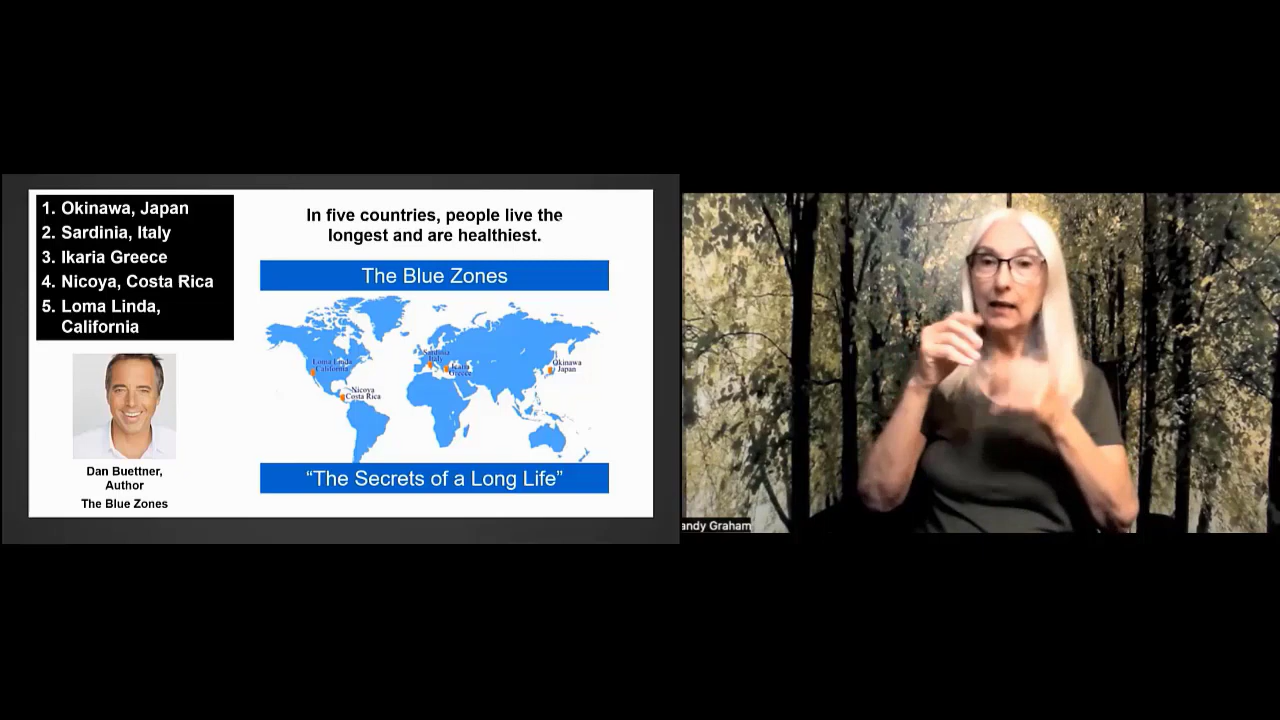 1. Okinawa, Japan
2. Sardinia, Italy
3. Ikaria Greece
4. Nicoya, Costa Rica
5. Loma Linda,
California
Dan Buettner,
Author
The Blue Zones
In five countries, people live the
longest and are healthiest.
The Blue Zones
Loma Linda
California
Nicoya
Costa Rica
Sardinia
Italy
Ikaria
Greece
Okinawa
Japan
“The Secrets of a Long Life”
andy Graham